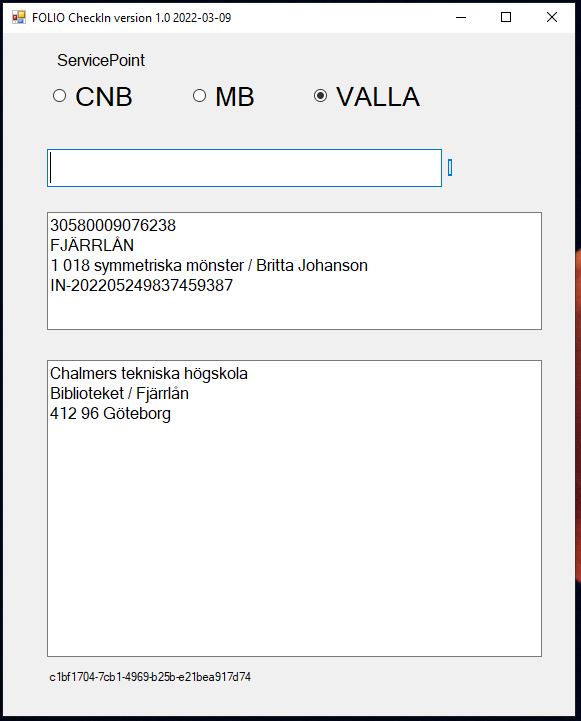 FOLIO CheckIn version 1.0 2022-03-09
ServicePoint
CNB MB VALLA
30580009076238
FJÄRRLÅN
1 018 symmetriska mönster / Britta Johanson
IN-202205249837459387
Chalmers tekniska högskola
Biblioteket / Fjärrlån
412 96 Göteborg
c1bf1704-7cb1-4969-b25b-e21bea917d74